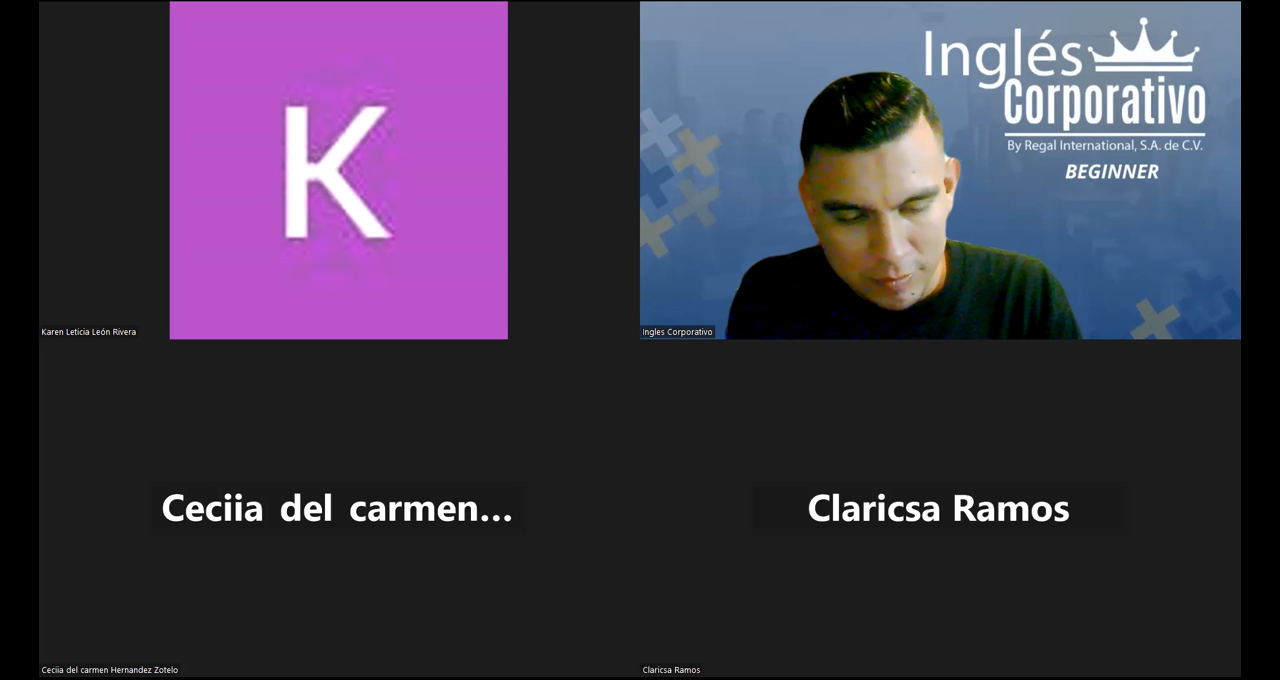 K
Karen Leticia León Rivera
Inglés
Corporativo
By Regal International, S.A. de C.V.
BEGINNER
Ingles Corporativo
Ceciia del carmen...
Ceciia del carmen Hernandez Zotelo
Claricsa Ramos
Claricsa Ramos